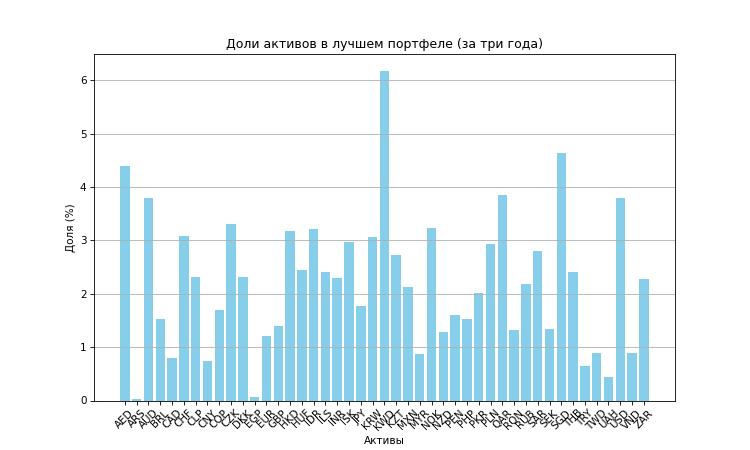 Доли активов в лучшем портфеле (за три года)
Доля (%)
6
5
4
3
2
1
0
AED
ARS
AUD
BRL
CAD
CHF
CLP
CNY
COP
CZK
DKK
EGP
EUR
GBP
HKD
HUF
IDR
ILS
INR
ISK
JPY
KRW
KWD
KZT
MXN
MYR
NOK
NZD
PEN
PHP
PKR
PLN
QAR
RON
RUB
SAR
SEK
SGD
THB
TRY
TWD
UAH
USD
VND
ZAR
Активы